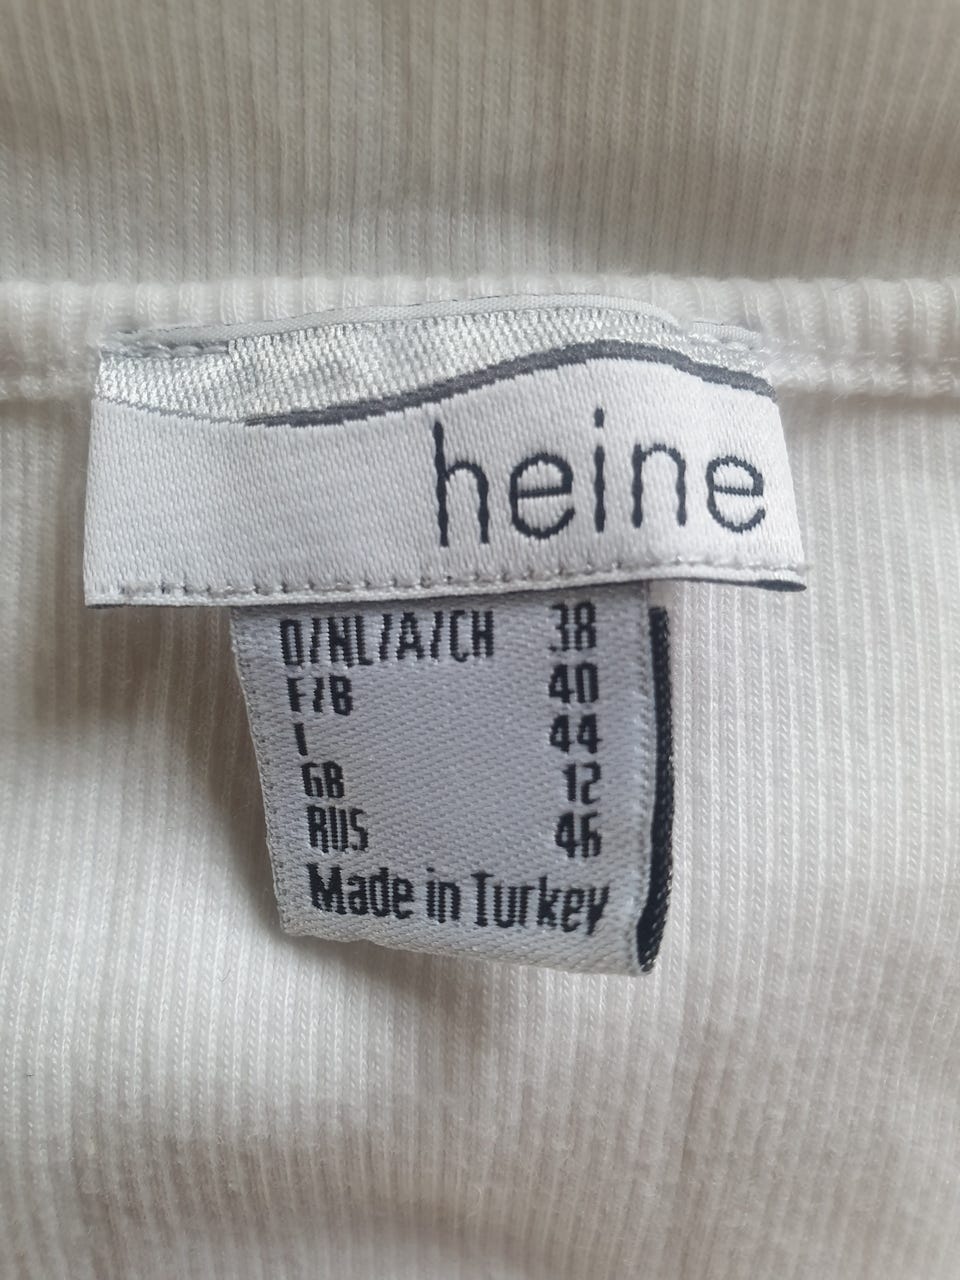 heine
D/NL/A/CH 38
F/B 40
I 44
GB 12
RUS 46
Made in Turkey